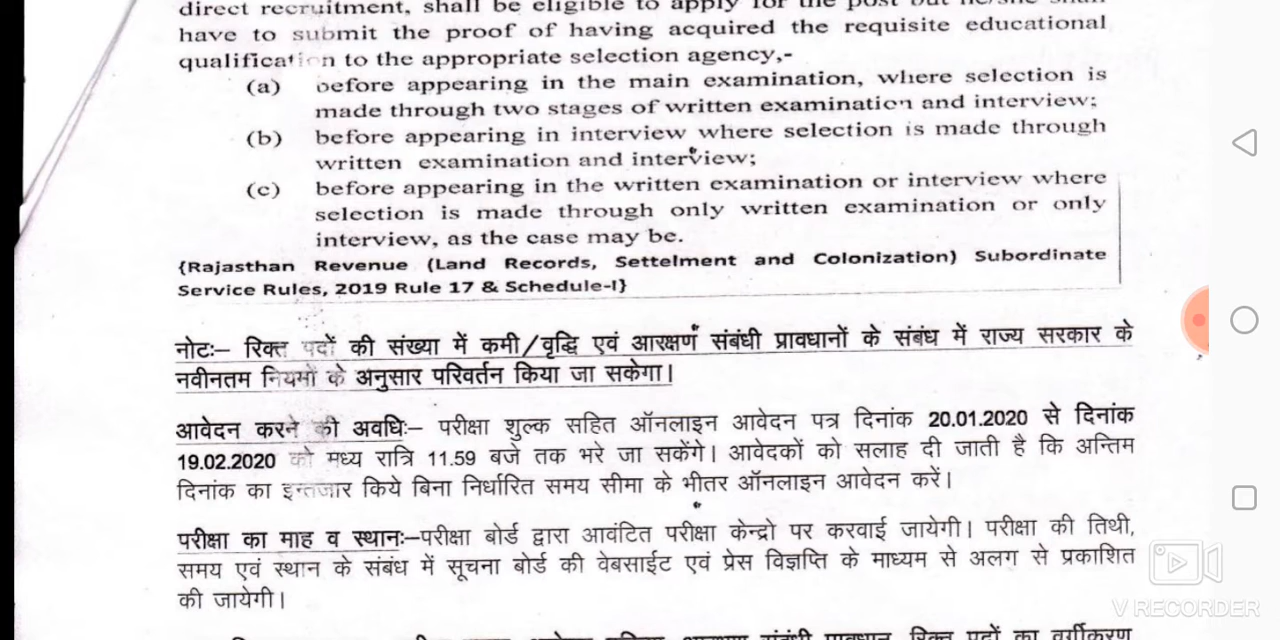 direct recruitment, shall be eligible to apply for the post but he/she shall
have to submit the proof of having acquired the requisite educational
qualification to the appropriate selection agency,-
(a) before appearing in the main examination, where selection is
made through two stages of written examination and interview;
(b) before appearing in interview where selection is made through
written examination and interview;
(c) before appearing in the written examination or interview where
selection is made through only written examination or only
interview, as the case may be.
{Rajasthan Revenue (Land Records, Settelment and Colonization) Subordinate
Service Rules, 2019 Rule 17 & Schedule-I}
नोटः– रिक्त पदों की संख्या में कमी/वृद्धि एवं आरक्षण संबंधी प्रावधानों के संबंध में राज्य सरकार के
नवीनतम नियमों के अनुसार परिवर्तन किया जा सकेगा।
आवेदन करने की अवधिः– परीक्षा शुल्क सहित ऑनलाइन आवेदन पत्र दिनांक 20.01.2020 से दिनांक
19.02.2020 को मध्य रात्रि 11.59 बजे तक भरे जा सकेंगे। आवेदकों को सलाह दी जाती है कि अन्तिम
दिनांक का इन्तजार किये बिना निर्धारित समय सीमा के भीतर ऑनलाइन आवेदन करें।
परीक्षा का माह व स्थानः–परीक्षा बोर्ड द्वारा आवंटित परीक्षा केन्द्रो पर करवाई जायेगी। परीक्षा की तिथी,
समय एवं स्थान के संबंध में सूचना बोर्ड की वेबसाईट एवं प्रेस विज्ञप्ति के माध्यम से अलग से प्रकाशित
की जायेगी।
संबंधी प्रावधान, रिक्त पदों का वर्गीकरण
V RECORDER